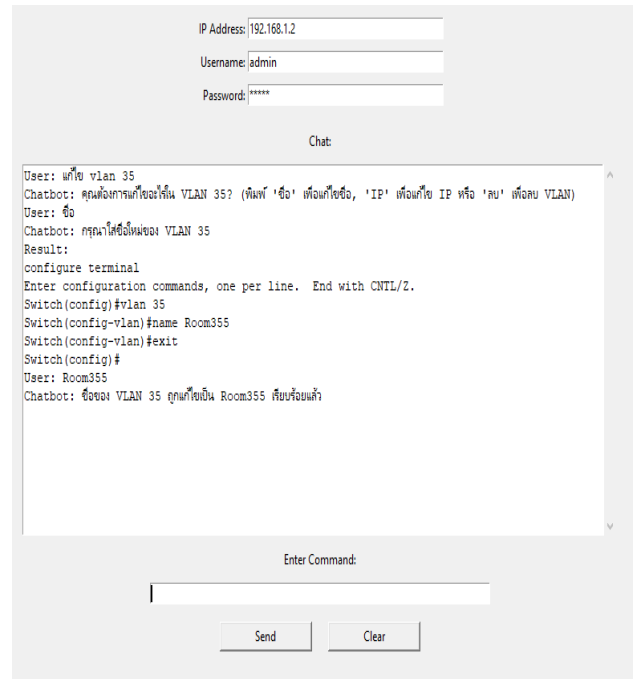 IP Address: 192.168.1.2
Username: admin
Password: *****
Chat:
User: แก้ไข vlan 35
Chatbot: คุณต้องการแก้ไขอะไรใน VLAN 35? (พิมพ์ 'ชื่อ' เพื่อแก้ไขชื่อ, 'IP' เพื่อแก้ไข IP หรือ 'ลบ' เพื่อลบ VLAN)
User: ชื่อ
Chatbot: กรุณาใส่ชื่อใหม่ของ VLAN 35
Result:
configure terminal
Enter configuration commands, one per line.  End with CNTL/Z.
Switch(config)#vlan 35
Switch(config-vlan)#name Room355
Switch(config-vlan)#exit
Switch(config)#
User: Room355
Chatbot: ชื่อของ VLAN 35 ถูกแก้ไขเป็น Room355 เรียบร้อยแล้ว
Enter Command:
Send Clear